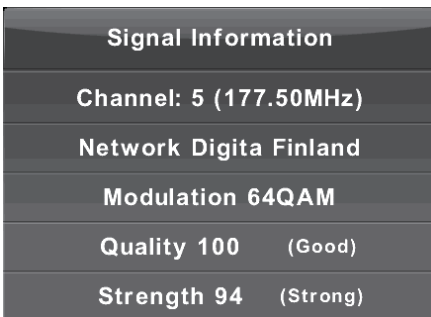 Signal Information
Channel: 5 (177.50MHz)
Network Digita Finland
Modulation 64QAM
Quality 100 (Good)
Strength 94 (Strong)